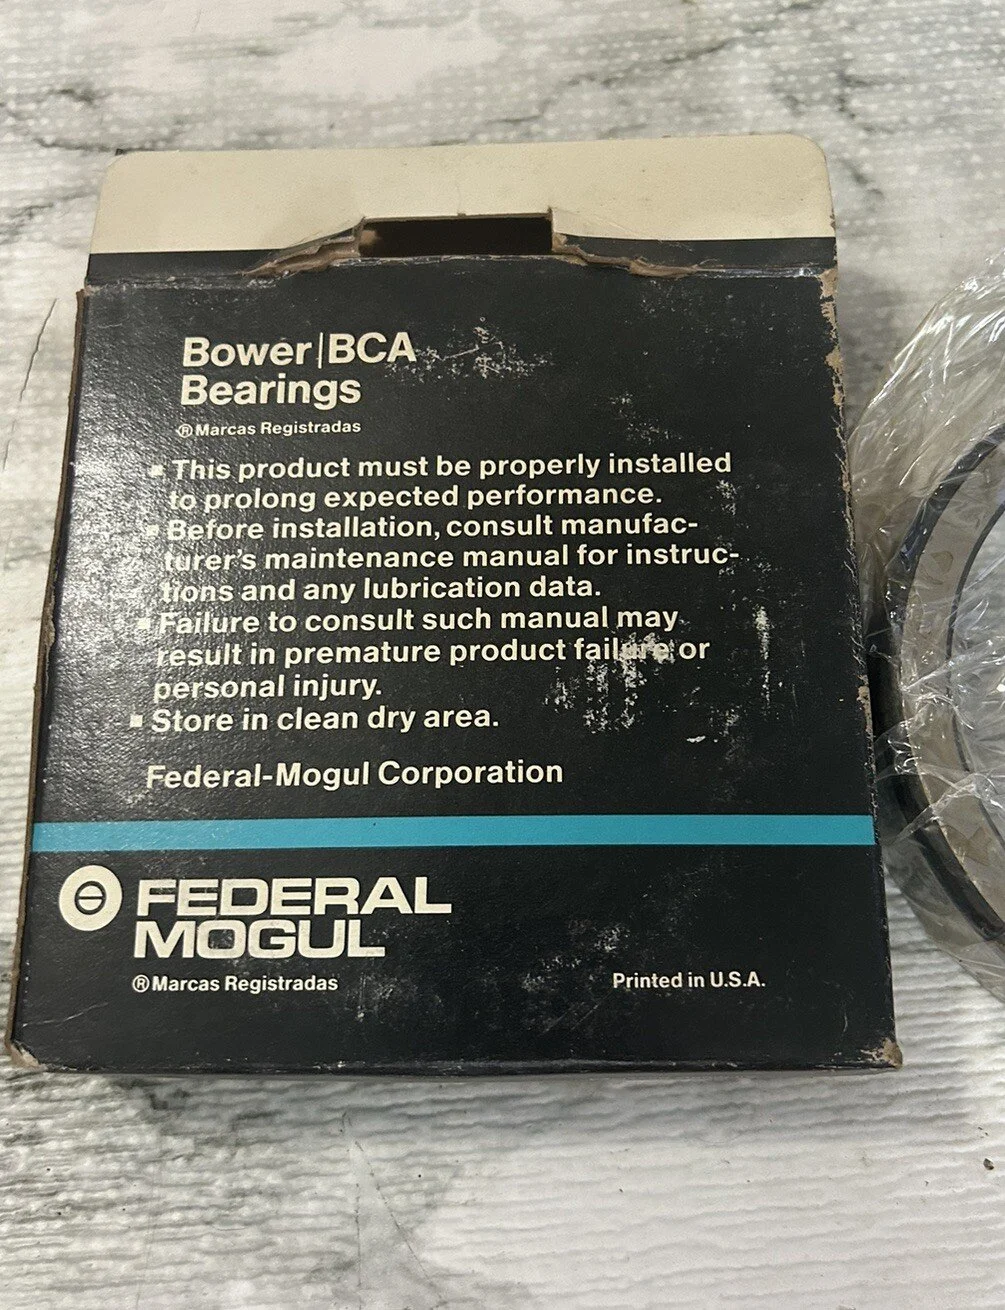 Bower|BCA
Bearings
® Marcas Registradas
▪ This product must be properly installed
to prolong expected performance.
▪ Before installation, consult manufac-
turer's maintenance manual for instruc-
tions and any lubrication data.
▪ Failure to consult such manual may
result in premature product failure or
personal injury.
▪ Store in clean dry area.
Federal-Mogul Corporation
FEDERAL
MOGUL
® Marcas Registradas
Printed in U.S.A.